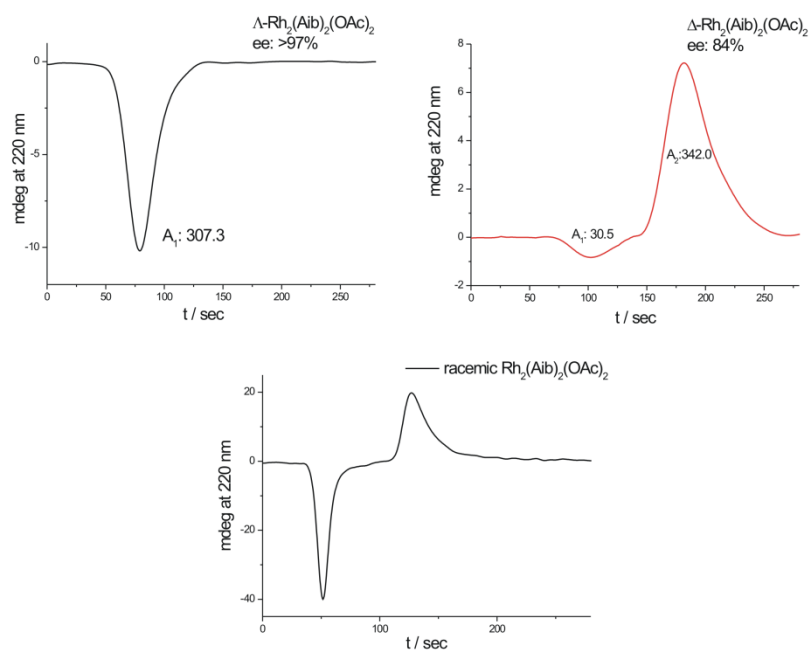 Λ-Rh₂(Aib)₂(OAc)₂
ee: >97%
0
-5
-10
mdeg at 220 nm
A₁: 307.3
0 50 100 150 200 250
t / sec
Δ-Rh₂(Aib)₂(OAc)₂
ee: 84%
8
6
4
2
0
-2
mdeg at 220 nm
A₂:342.0
A₁: 30.5
0 50 100 150 200 250
t / sec
racemic Rh₂(Aib)₂(OAc)₂
20
0
-20
-40
mdeg at 220 nm
0 100 200
t / sec